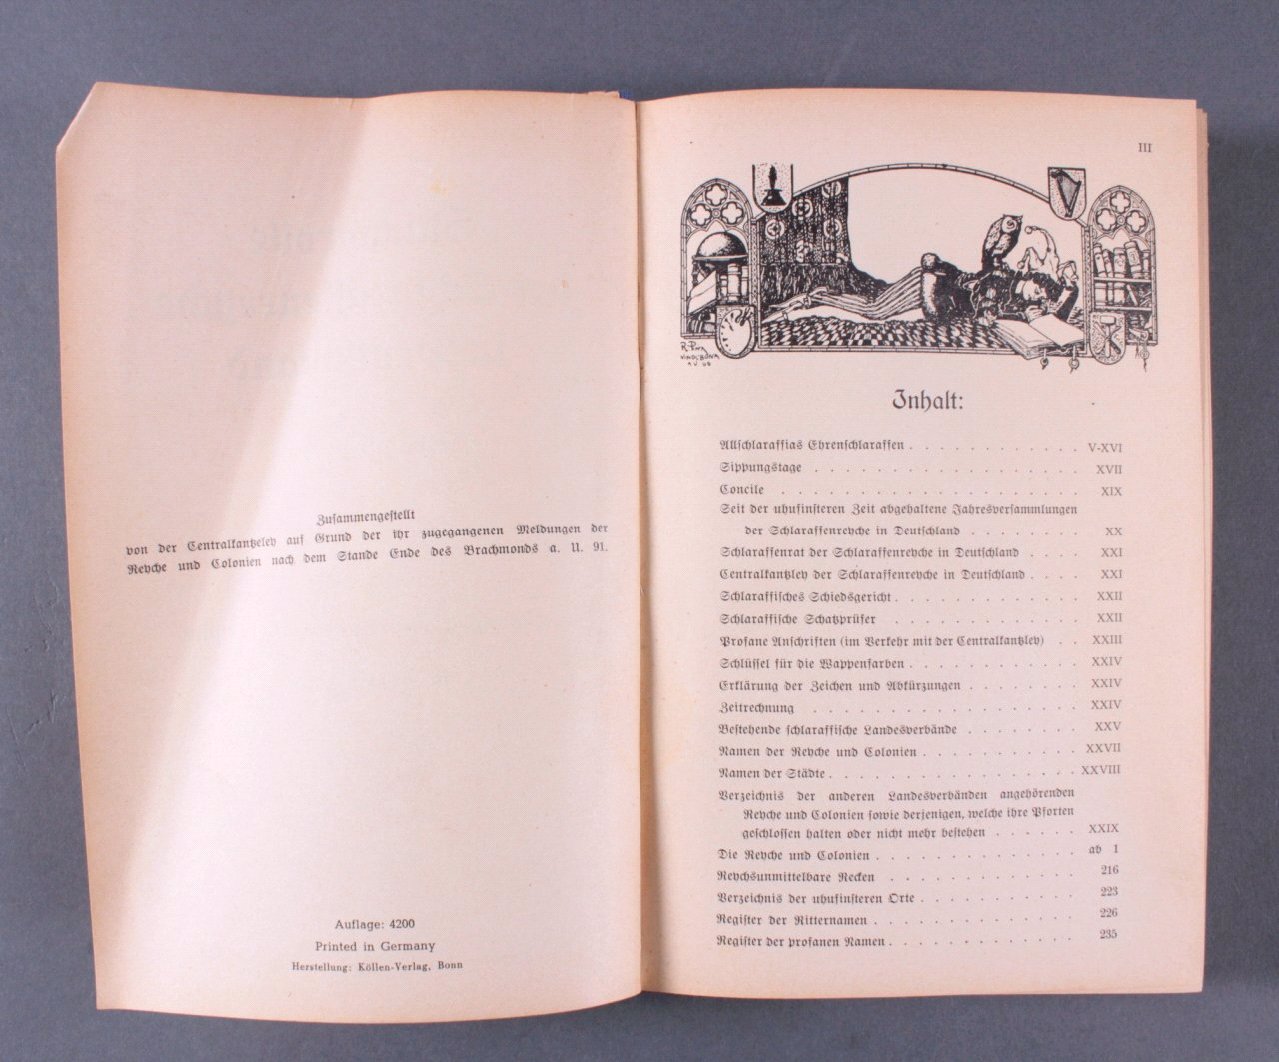 Zusammengestellt
von der Centralkantzley auf Grund der ihr zugegangenen Meldungen der
Reyche und Colonien nach dem Stande Ende des Brachmonds a. U. 91.
Auflage: 4200
Printed in Germany
Herstellung: Köllen-Verlag, Bonn
III
Inhalt:
Allschlaraffias Ehrenschlaraffen . . . . . . . . . . . . V-XVI
Sippungstage . . . . . . . . . . . . . . . . . . XVII
Concile . . . . . . . . . . . . . . . . . . . . XIX
Seit der uhufinsteren Zeit abgehaltene Jahresversammlungen
der Schlaraffenreyche in Deutschland . . . . . . . . XX
Schlaraffenrat der Schlaraffenreyche in Deutschland . . . . XXI
Centralkantzley der Schlaraffenreyche in Deutschland . . . . XXI
Schlaraffisches Schiedsgericht . . . . . . . . . . . . . XXII
Schlaraffische Schatzprüfer . . . . . . . . . . . . . XXII
Profane Anschriften (im Verkehr mit der Centralkantzley) . . XXIII
Schlüssel für die Wappenfarben . . . . . . . . . . . . XXIV
Erklärung der Zeichen und Abkürzungen . . . . . . . . XXIV
Zeitrechnung . . . . . . . . . . . . . . . . . . XXIV
Bestehende schlaraffische Landesverbände . . . . . . . . XXV
Namen der Reyche und Colonien . . . . . . . . . . . XXVII
Namen der Städte . . . . . . . . . . . . . . . . . XXVIII
Verzeichnis der anderen Landesverbänden angehörenden
Reyche und Colonien sowie derjenigen, welche ihre Pforten
geschlossen halten oder nicht mehr bestehen . . . . . . XXIX
Die Reyche und Colonien . . . . . . . . . . . . . . ab 1
Reychsunmittelbare Recken . . . . . . . . . . . . . 216
Verzeichnis der uhufinsteren Orte . . . . . . . . . . . 223
Register der Ritternamen . . . . . . . . . . . . . . 226
Register der profanen Namen . . . . . . . . . . . . . 235